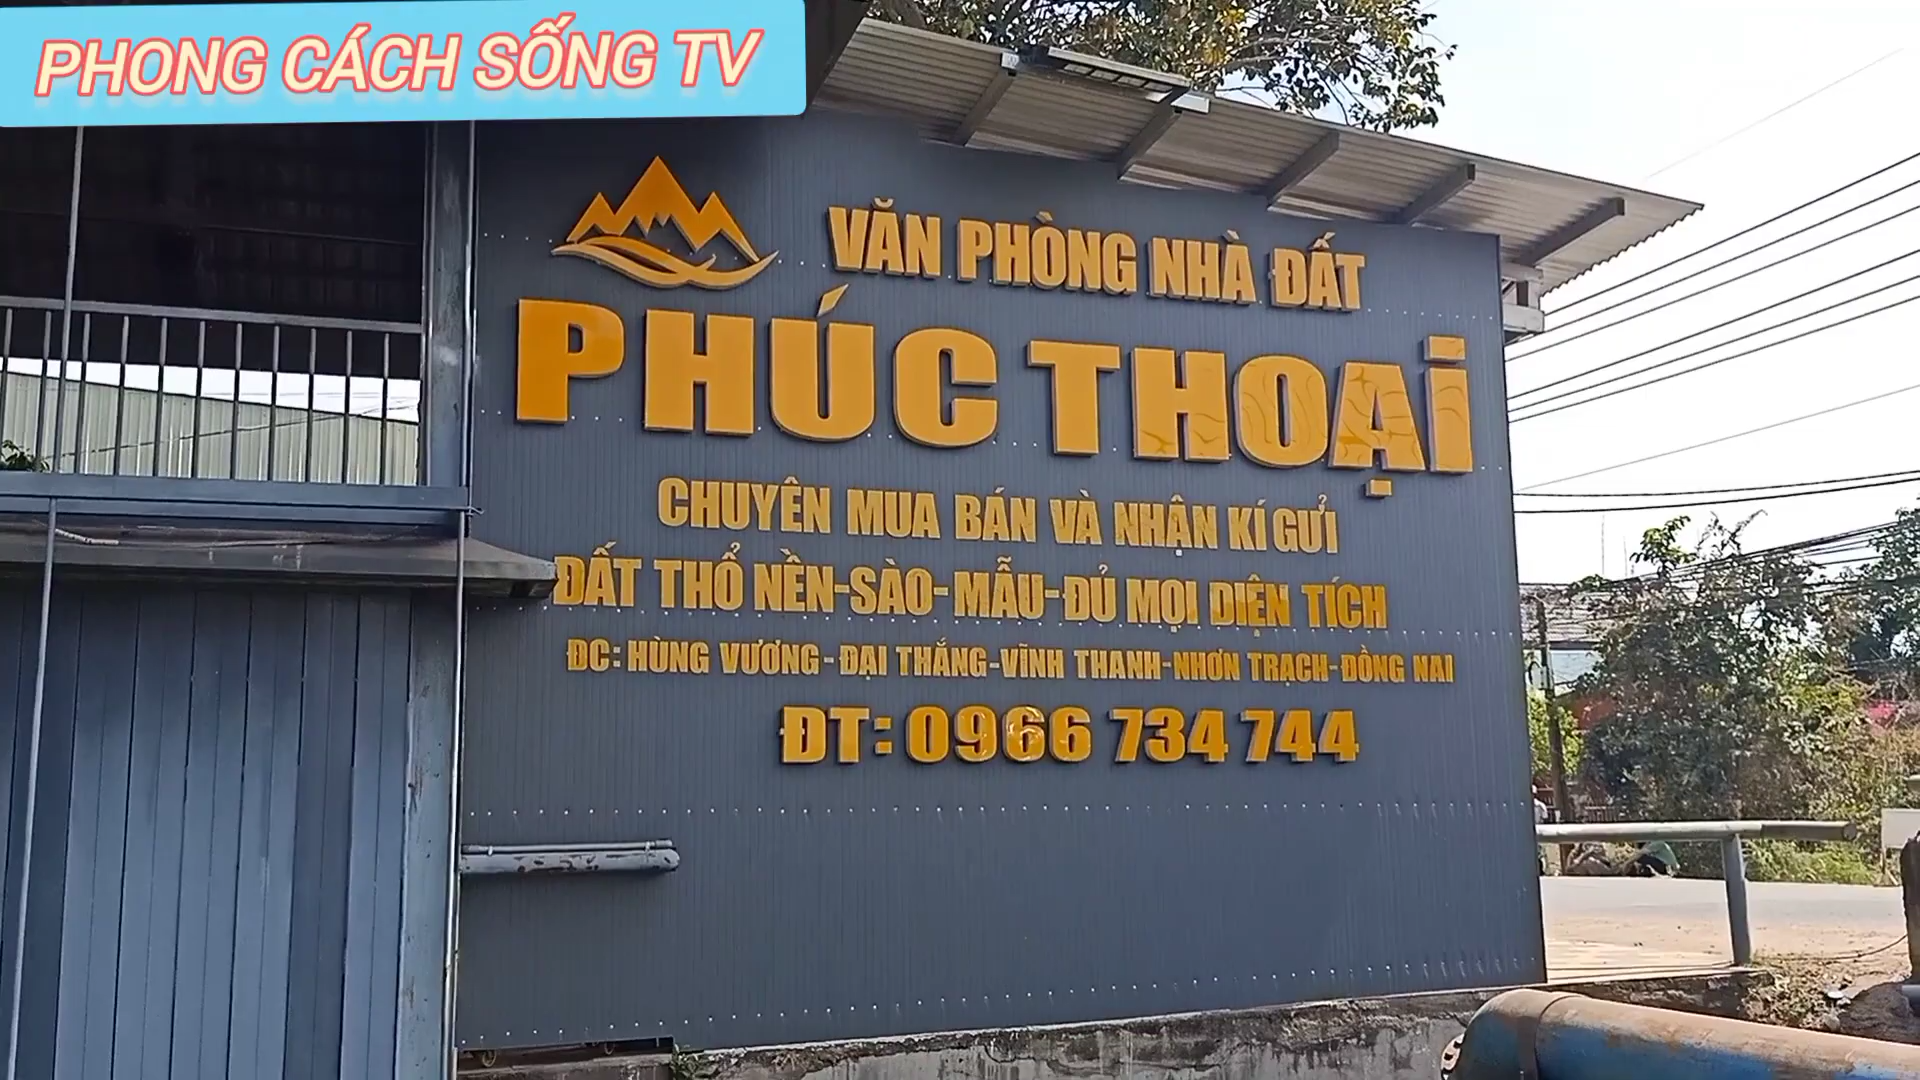 PHONG CÁCH SỐNG TV
VĂN PHÒNG NHÀ ĐẤT
PHÚC THOẠI
CHUYÊN MUA BÁN VÀ NHẬN KÍ GỬI
ĐẤT THỔ NỀN-SÀO-MẪU-ĐỦ MỌI DIỆN TÍCH
ĐC: HÙNG VƯƠNG-ĐẠI THẮNG-VĨNH THANH-NHƠN TRẠCH-ĐỒNG NAI
ĐT: 0966 734 744